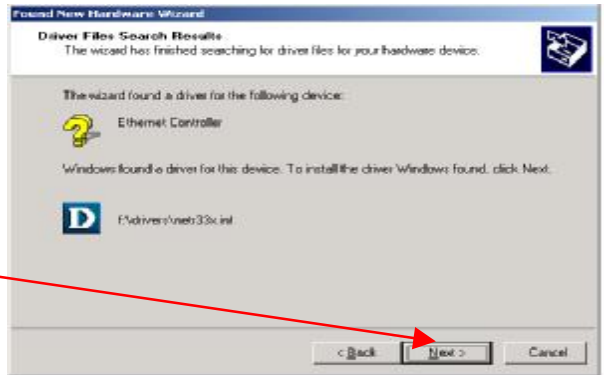 Found New Hardware Wizard
Driver Files Search Results
The wizard has finished searching for driver files for your hardware device.
The wizard found a driver for the following device:
Ethernet Controller
Windows found a driver for this device. To install the driver Windows found, click Next.
D
f:\drivers\netr33x.inf
< Back
Next >
Cancel